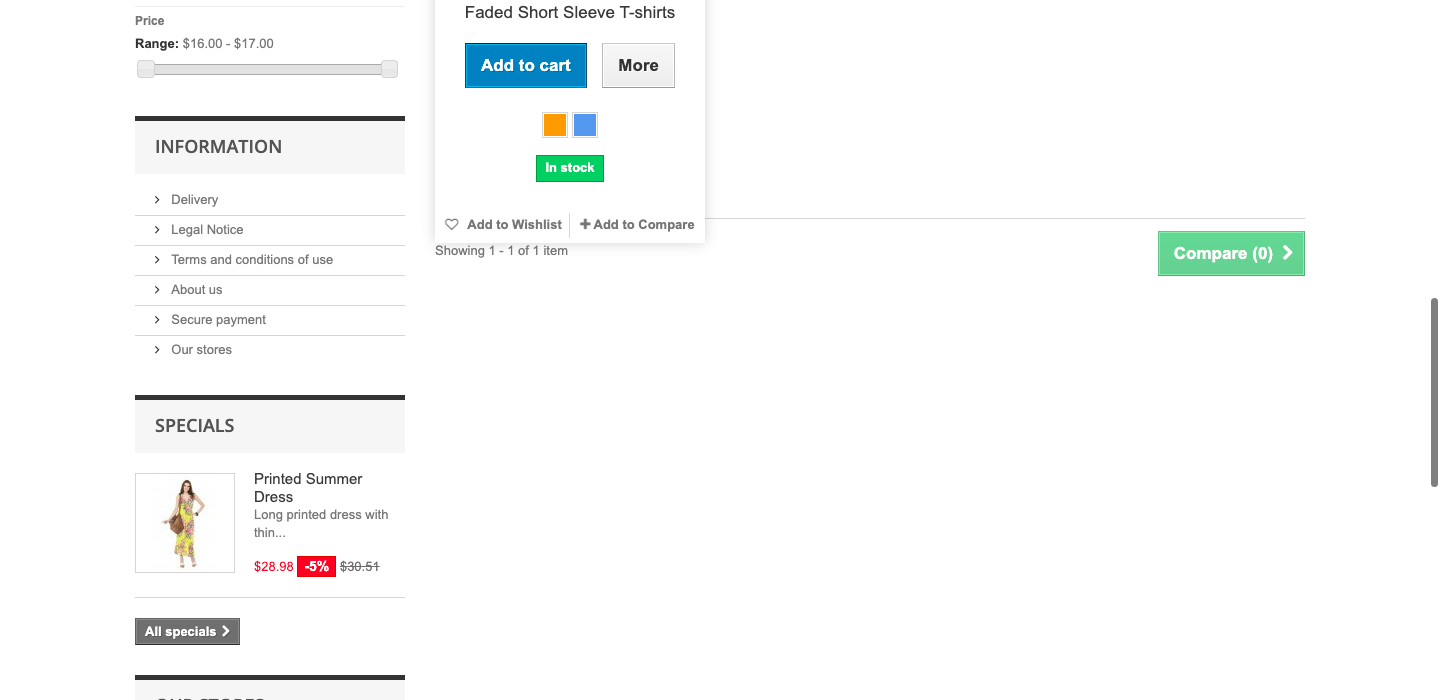 Price
Range: $16.00 - $17.00
INFORMATION
Delivery
Legal Notice
Terms and conditions of use
About us
Secure payment
Our stores
SPECIALS
Printed Summer
Dress
Long printed dress with
thin...
$28.98 -5% $30.51
All specials
OUR STORES
Faded Short Sleeve T-shirts
Add to cart
More
In stock
Add to Wishlist
Add to Compare
Showing 1 - 1 of 1 item
Compare (0)